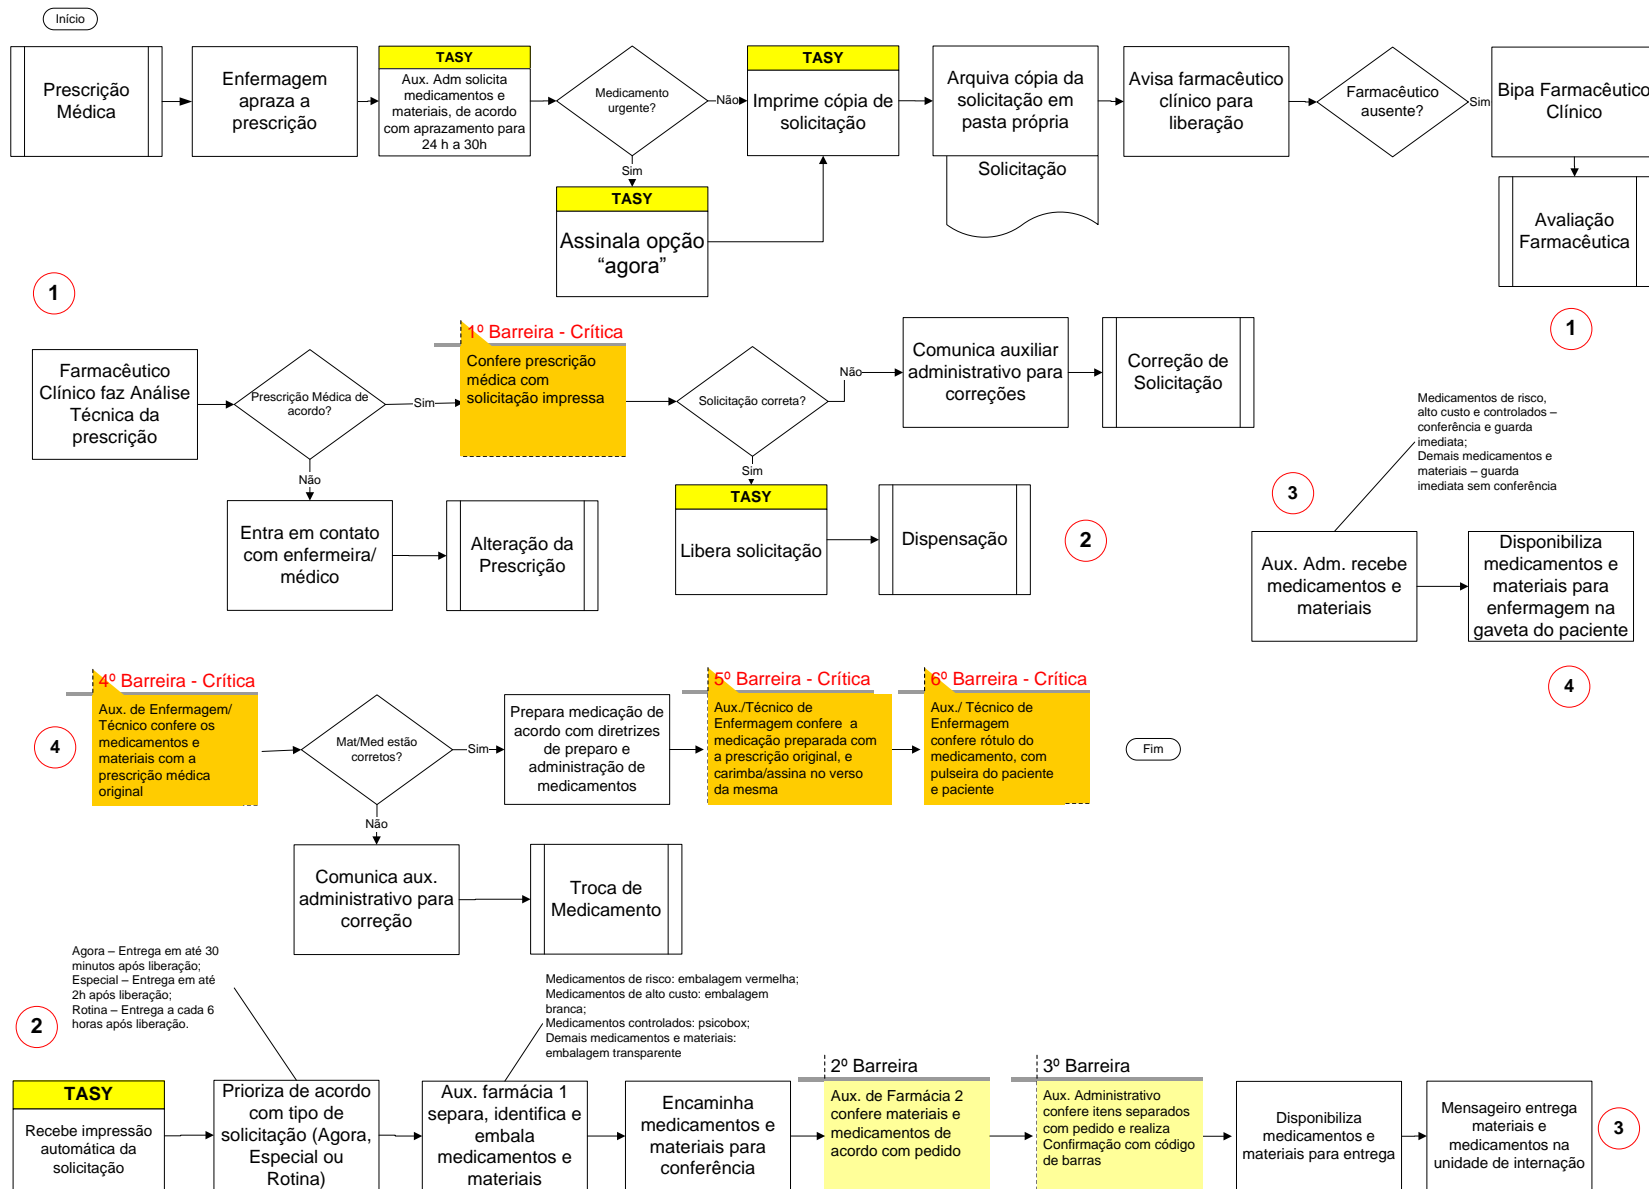 Início
Prescrição
Médica
Enfermagem
apraza a
prescrição
TASY
Aux. Adm solicita
medicamentos e
materiais, de acordo
com aprazamento para
24 h a 30h
Medicamento
urgente?
Não
Sim
TASY
Assinala opção
“agora”
TASY
Imprime cópia de
solicitação
Arquiva cópia da
solicitação em
pasta própria
Solicitação
Avisa farmacêutico
clínico para
liberação
Farmacêutico
ausente?
Sim
Bipa Farmacêutico
Clínico
Avaliação
Farmacêutica
1
1
Farmacêutico
Clínico faz Análise
Técnica da
prescrição
Prescrição Médica de
acordo?
Sim
Não
Entra em contato
com enfermeira/
médico
Alteração da
Prescrição
1º Barreira - Crítica
Confere prescrição
médica com
solicitação impressa
Solicitação correta?
Não
Sim
Comunica auxiliar
administrativo para
correções
Correção de
Solicitação
TASY
Libera solicitação
Dispensação
2
Medicamentos de risco,
alto custo e controlados –
conferência e guarda
imediata;
Demais medicamentos e
materiais – guarda
imediata sem conferência
3
Aux. Adm. recebe
medicamentos e
materiais
Disponibiliza
medicamentos e
materiais para
enfermagem na
gaveta do paciente
4
4
4º Barreira - Crítica
Aux. de Enfermagem/
Técnico confere os
medicamentos e
materiais com a
prescrição médica
original
Mat/Med estão
corretos?
Sim
Não
Prepara medicação de
acordo com diretrizes
de preparo e
administração de
medicamentos
5º Barreira - Crítica
Aux./Técnico de
Enfermagem confere a
medicação preparada com
a prescrição original, e
carimba/assina no verso
da mesma
6º Barreira - Crítica
Aux./ Técnico de
Enfermagem
confere rótulo do
medicamento, com
pulseira do paciente
e paciente
Fim
Comunica aux.
administrativo para
correção
Troca de
Medicamento
Agora – Entrega em até 30
minutos após liberação;
Especial – Entrega em até
2h após liberação;
Rotina – Entrega a cada 6
horas após liberação.
2
Medicamentos de risco: embalagem vermelha;
Medicamentos de alto custo: embalagem
branca;
Medicamentos controlados: psicobox;
Demais medicamentos e materiais:
embalagem transparente
TASY
Recebe impressão
automática da
solicitação
Prioriza de acordo
com tipo de
solicitação (Agora,
Especial ou
Rotina)
Aux. farmácia 1
separa, identifica e
embala
medicamentos e
materiais
Encaminha
medicamentos e
materiais para
conferência
2º Barreira
Aux. de Farmácia 2
confere materiais e
medicamentos de
acordo com pedido
3º Barreira
Aux. Administrativo
confere itens separados
com pedido e realiza
Confirmação com código
de barras
Disponibiliza
medicamentos e
materiais para entrega
Mensageiro entrega
materiais e
medicamentos na
unidade de internação
3